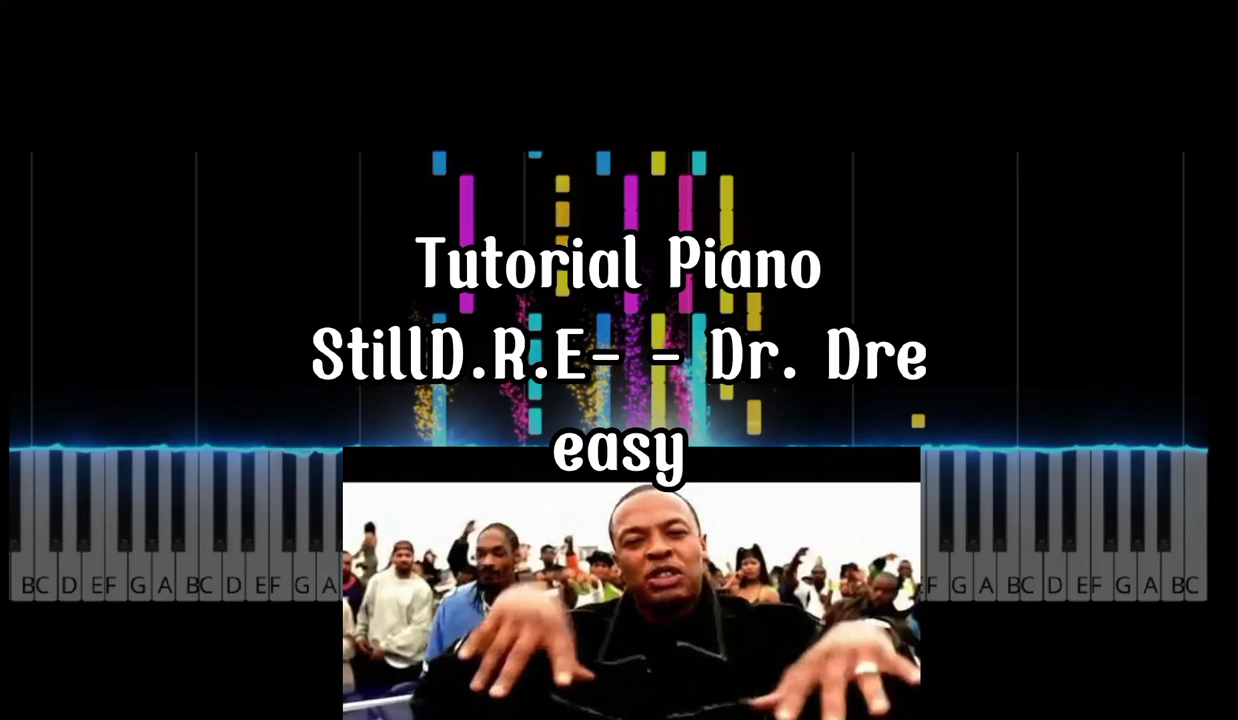 Tutorial Piano
StillD.R.E- - Dr. Dre
easy
BC D EF G A BC D EF G A F G A BC D EF G A BC